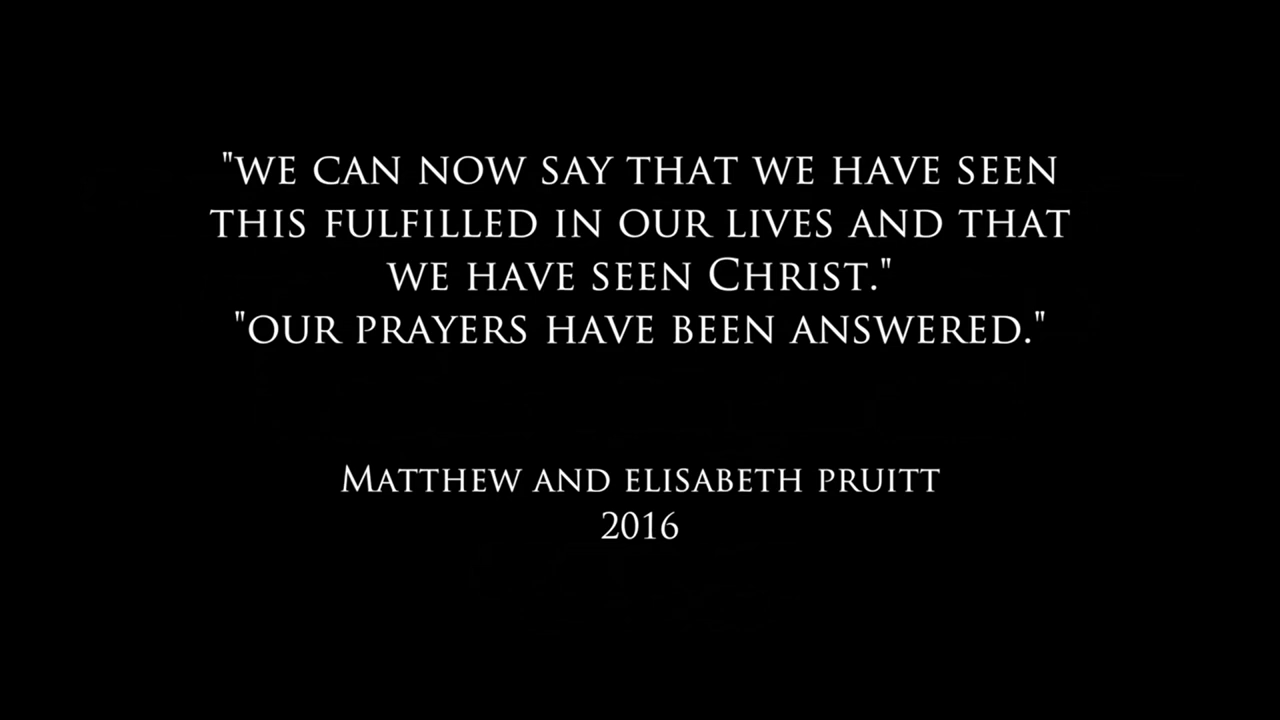 "WE CAN NOW SAY THAT WE HAVE SEEN
THIS FULFILLED IN OUR LIVES AND THAT
WE HAVE SEEN CHRIST."
"OUR PRAYERS HAVE BEEN ANSWERED."
MATTHEW AND ELISABETH PRUITT
2016